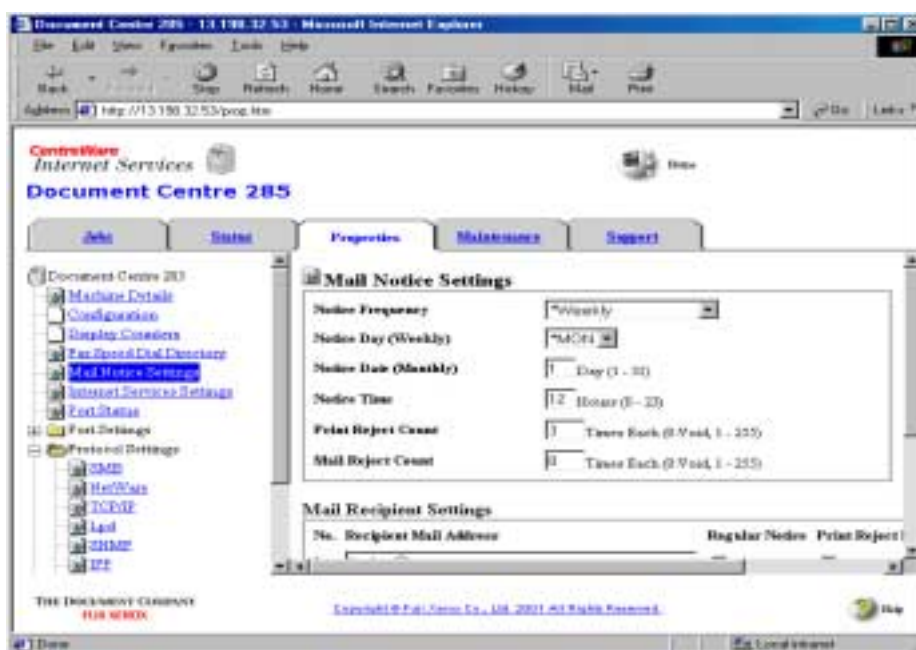 Document Centre 285 - 13.198.32.53 - Microsoft Internet Explorer
File Edit View Favorites Tools Help
Back Stop Refresh Home Search Favorites History Mail Print
Address http://13.198.32.53/prop.htm Go Links
CentreWare
Internet Services
Home
Document Centre 285
Jobs Status Properties Maintenance Support
Document Centre 285
Machine Details
Configuration
Display Counters
Fax Speed Dial Directory
Mail Notice Settings
Internet Services Settings
Port Status
Port Settings
Protocol Settings
SMB
NetWare
TCP/IP
Lpd
SNMP
IPP
Mail Notice Settings
Notice Frequency *Weekly
Notice Day (Weekly) *MON
Notice Date (Monthly) 1 Day (1 - 28)
Notice Time 12 Hours (0 - 23)
Print Reject Count Times Each (0:Void, 1 - 255)
Mail Reject Count Times Each (0:Void, 1 - 255)
Mail Recipient Settings
No. Recipient Mail Address Regular Notice Print Reject
THE DOCUMENT COMPANY
FUJI XEROX
Copyright © Fuji Xerox Co., Ltd. 2001 All Rights Reserved.
Help
Done Local intranet